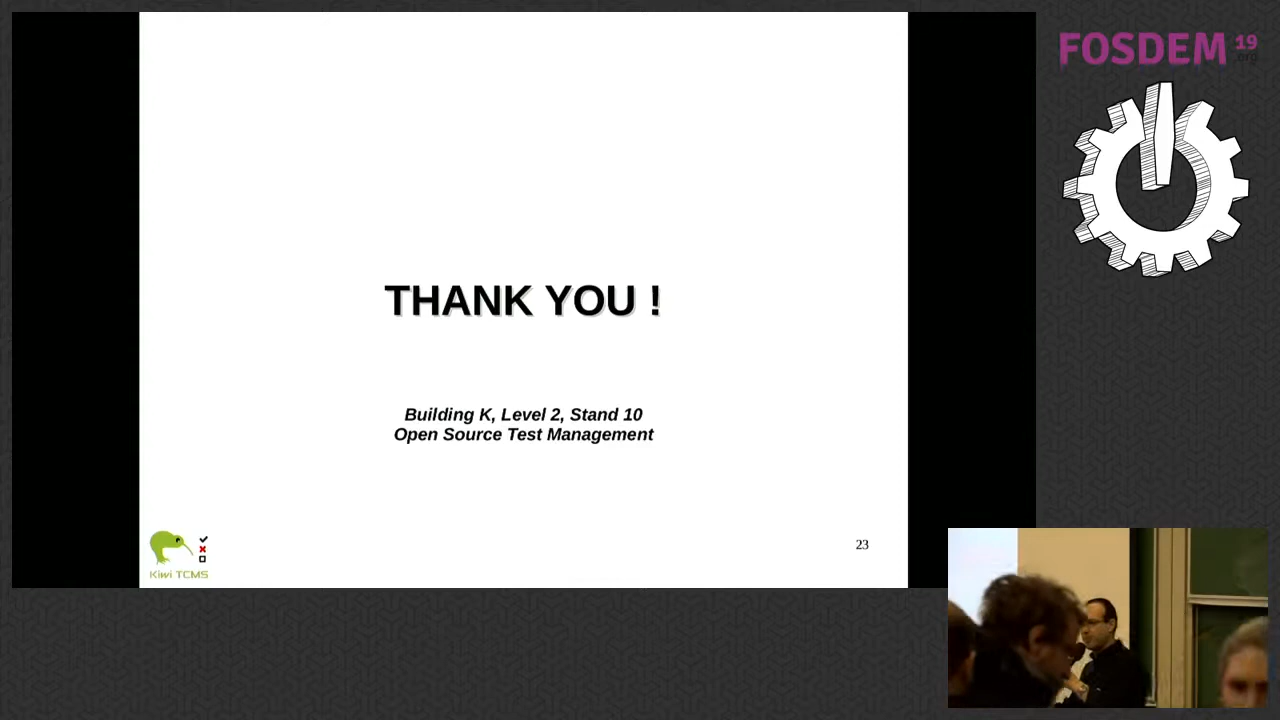 FOSDEM 19
.org
THANK YOU !
Building K, Level 2, Stand 10
Open Source Test Management
Kiwi TCMS
23